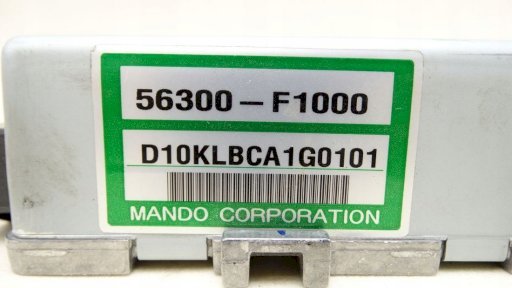 56300-F1000
D10KLBCA1G0101
MANDO CORPORATION